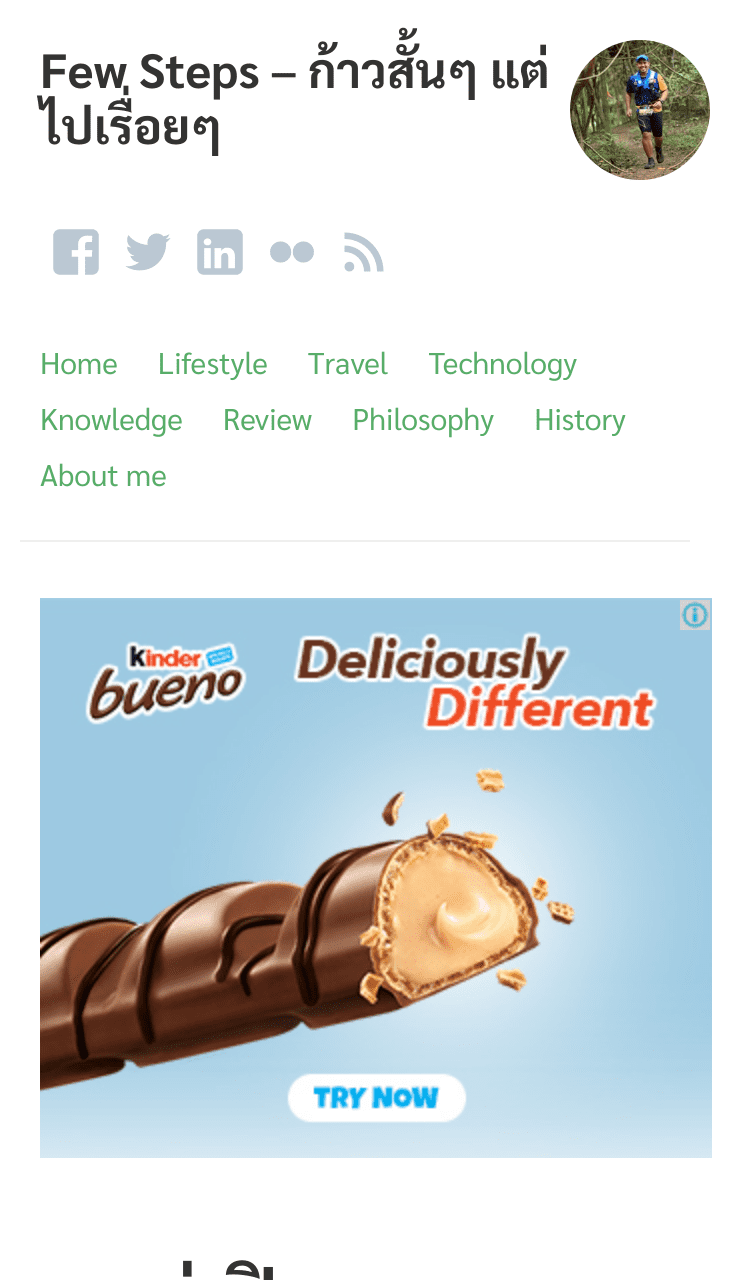 Few Steps – ก้าวสั้นๆ แต่
ไปเรื่อยๆ
Home Lifestyle Travel Technology
Knowledge Review Philosophy History
About me
kinder
bueno
Deliciously
Different
TRY NOW